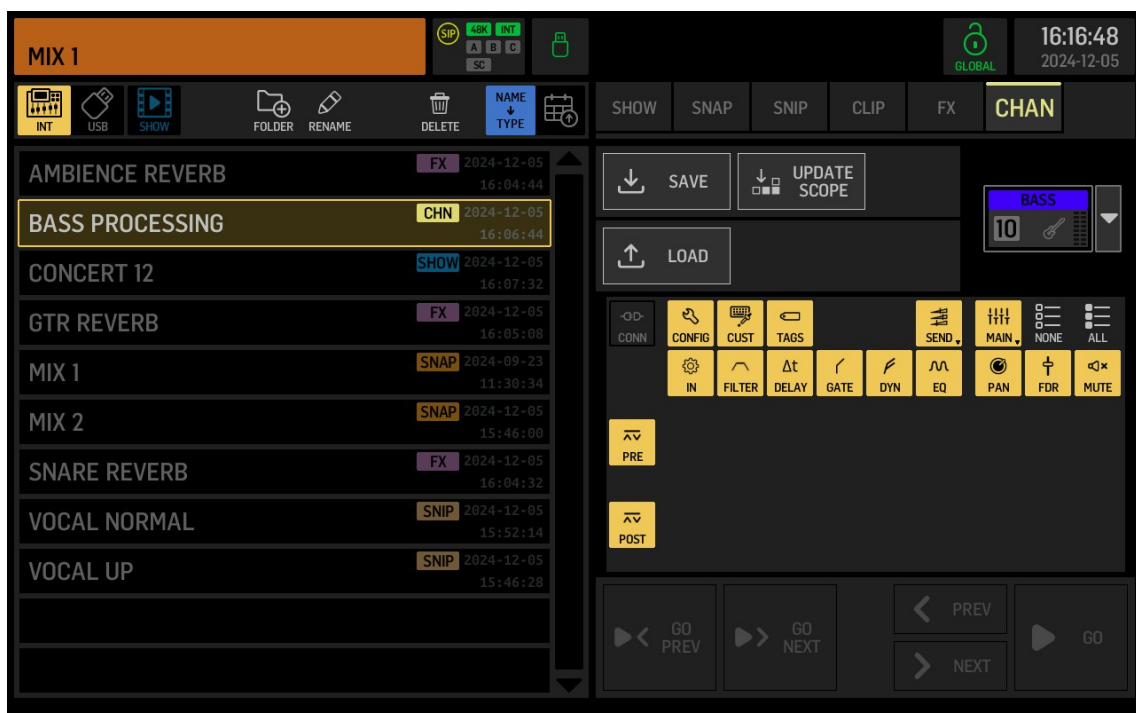 MIX 1
SIP
48K INT
A B C
SC
GLOBAL
16:16:48
2024-12-05
INT
USB
SHOW
FOLDER
RENAME
DELETE
NAME
TYPE
SHOW
SNAP
SNIP
CLIP
FX
CHAN
AMBIENCE REVERB
FX 2024-12-05
16:04:44
BASS PROCESSING
CHN 2024-12-05
16:06:44
CONCERT 12
SHOW 2024-12-05
16:07:32
GTR REVERB
FX 2024-12-05
16:05:08
MIX 1
SNAP 2024-09-23
11:30:34
MIX 2
SNAP 2024-12-05
15:46:00
SNARE REVERB
FX 2024-12-05
16:04:32
VOCAL NORMAL
SNIP 2024-12-05
15:52:14
VOCAL UP
SNIP 2024-12-05
15:46:28
SAVE
UPDATE
SCOPE
BASS
10
LOAD
CONN
CONFIG
CUST
TAGS
SEND
MAIN
NONE
ALL
IN
FILTER
Δt
DELAY
GATE
DYN
EQ
PAN
FDR
MUTE
PRE
POST
GO
PREV
GO
NEXT
PREV
NEXT
GO